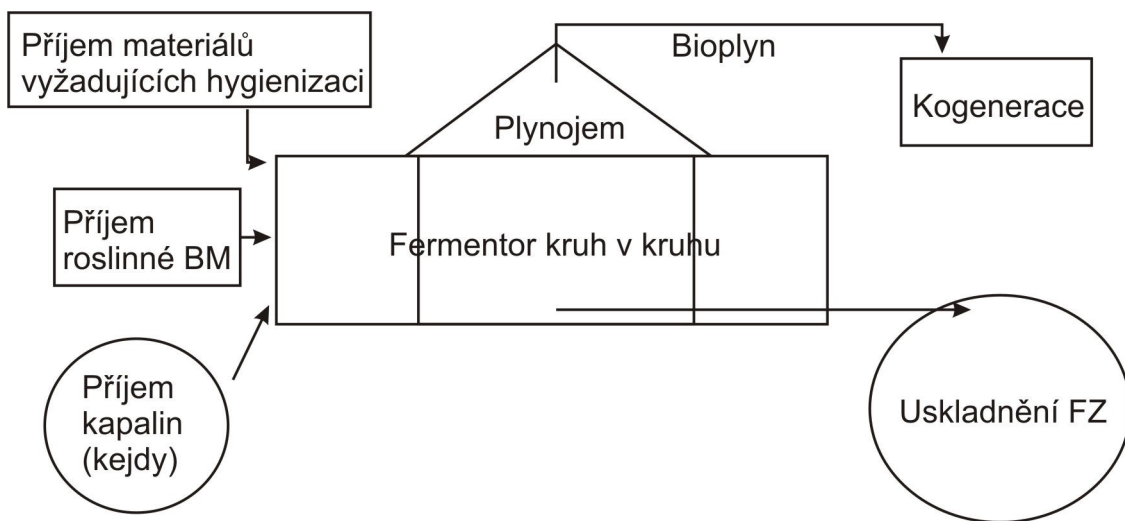 Příjem materiálů
vyžadujících hygienizaci
Bioplyn
Kogenerace
Plynojem
Příjem
roslinné BM
Fermentor kruh v kruhu
Příjem
kapalin
(kejdy)
Uskladnění FZ